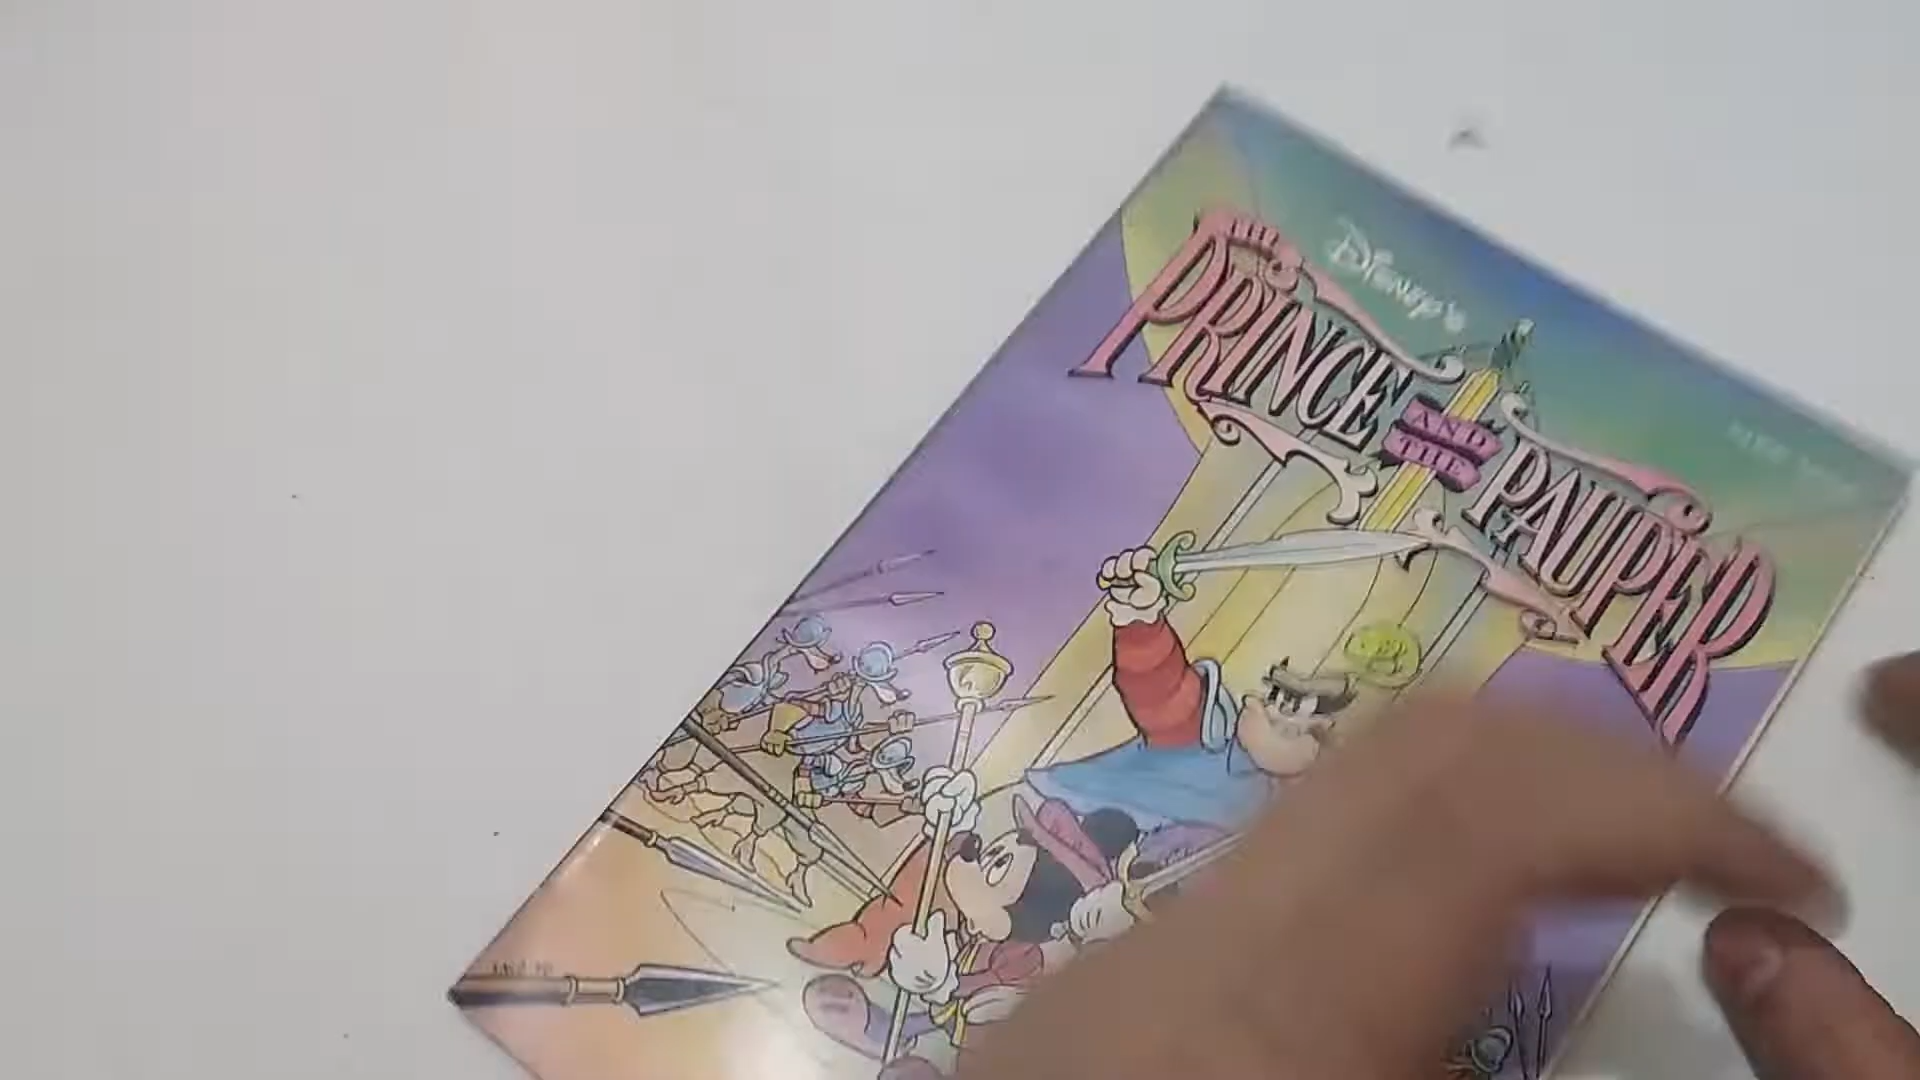 Disney's
THE
PRINCE
AND
THE
PAUPER